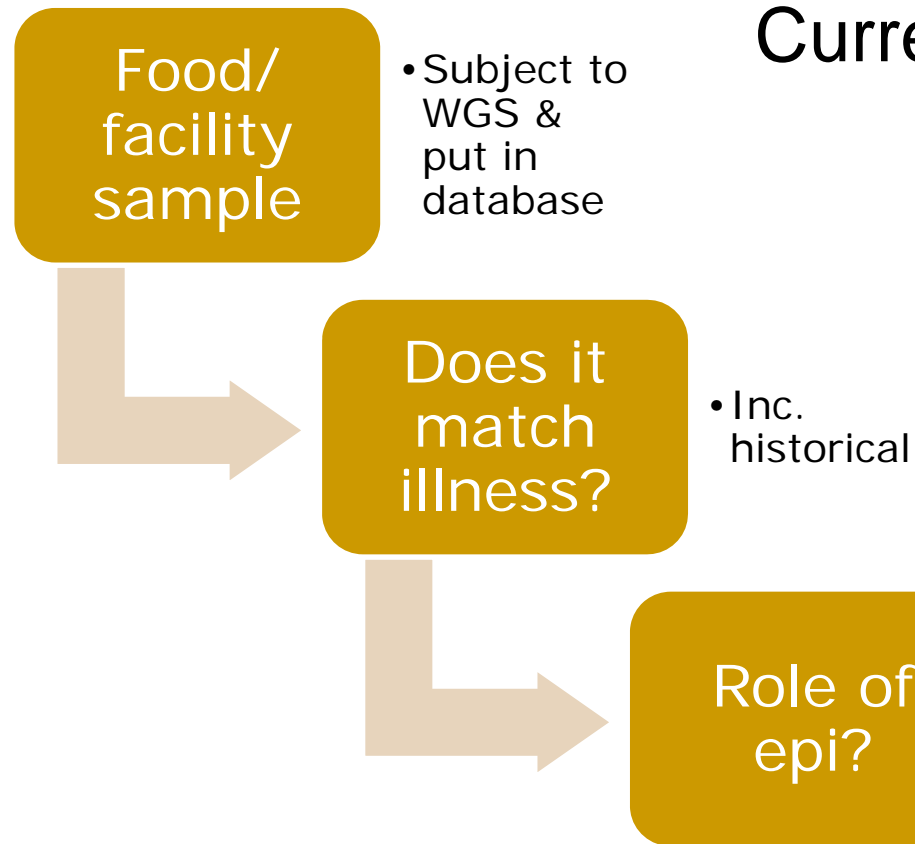 Curre
Food/
facility
sample
•Subject to
WGS &
put in
database
Does it
match
illness?
•Inc.
historical
Role of
epi?